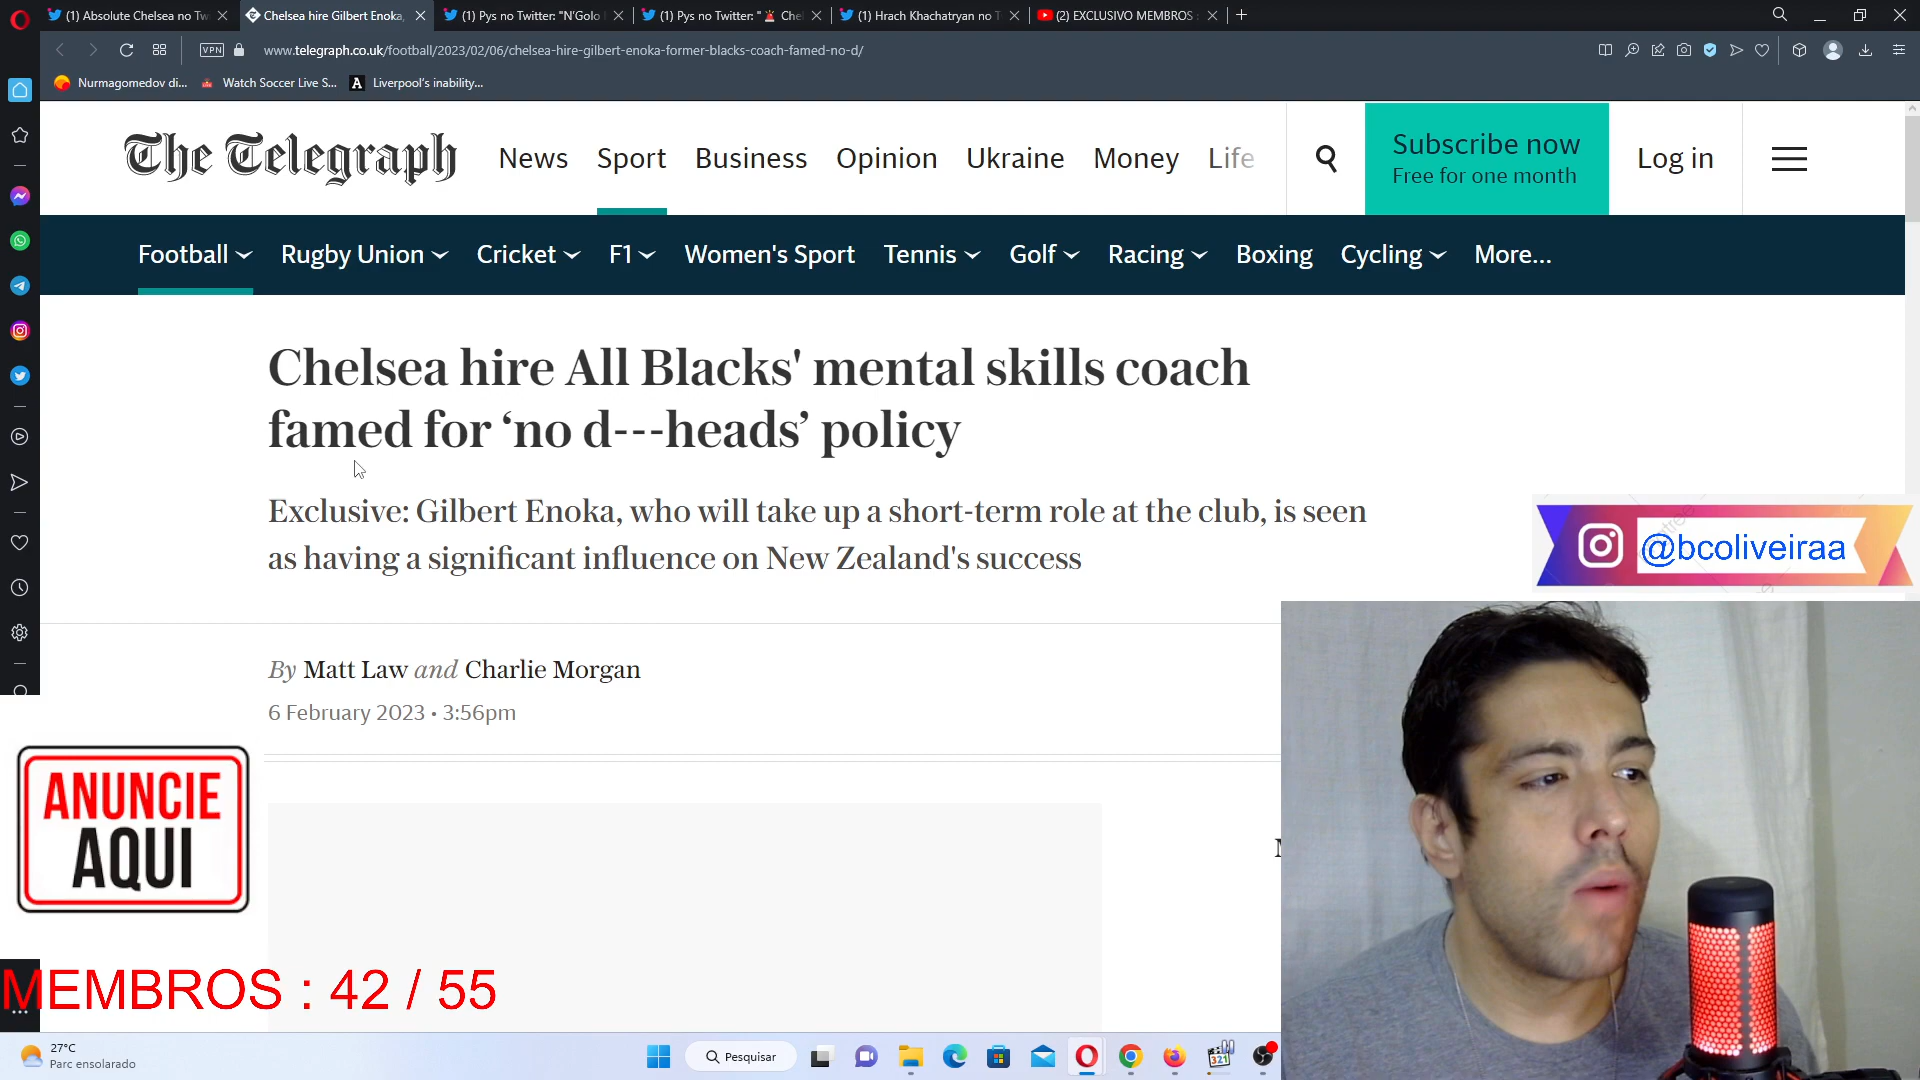 (1) Absolute Chelsea no Tw
Chelsea hire Gilbert Enoka,
(1) Pys no Twitter: "N'Golo
(1) Pys no Twitter: "🚨 Che
(1) Hrach Khachatryan no T
(2) EXCLUSIVO MEMBROS
VPN
www.telegraph.co.uk/football/2023/02/06/chelsea-hire-gilbert-enoka-former-blacks-coach-famed-no-d/
Nurmagomedov di...
Watch Soccer Live S...
A Liverpool's inability...
The Telegraph
News Sport Business Opinion Ukraine Money Life
Subscribe now
Free for one month
Log in
Football Rugby Union Cricket F1 Women's Sport Tennis Golf Racing Boxing Cycling More...
Chelsea hire All Blacks' mental skills coach
famed for ‘no d---heads’ policy
Exclusive: Gilbert Enoka, who will take up a short-term role at the club, is seen
as having a significant influence on New Zealand's success
@bcoliveiraa
By Matt Law and Charlie Morgan
6 February 2023 • 3:56pm
ANUNCIE
AQUI
MEMBROS : 42 / 55
27°C
Parc ensolarado
Pesquisar
321